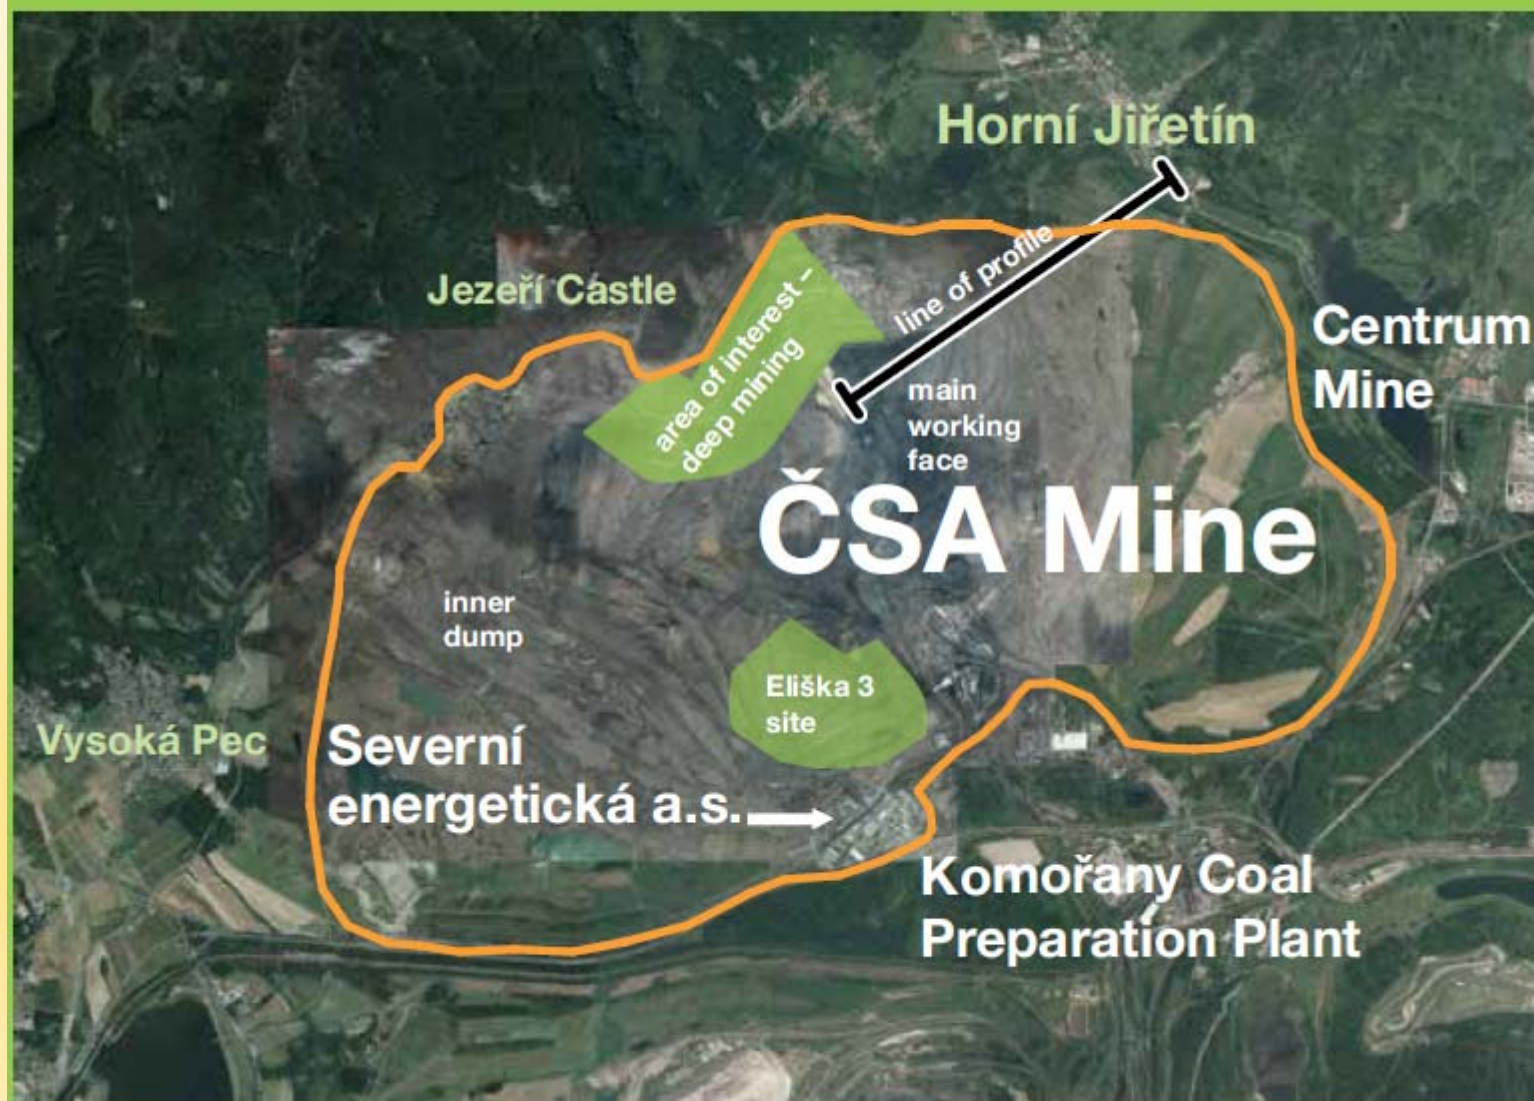 Horní Jiřetín
Jezeří Castle
area of interest –
deep mining
line of profile
Centrum
Mine
main
working
face
ČSA Mine
inner
dump
Eliška 3
site
Vysoká Pec
Severní
energetická a.s.
Komořany Coal
Preparation Plant